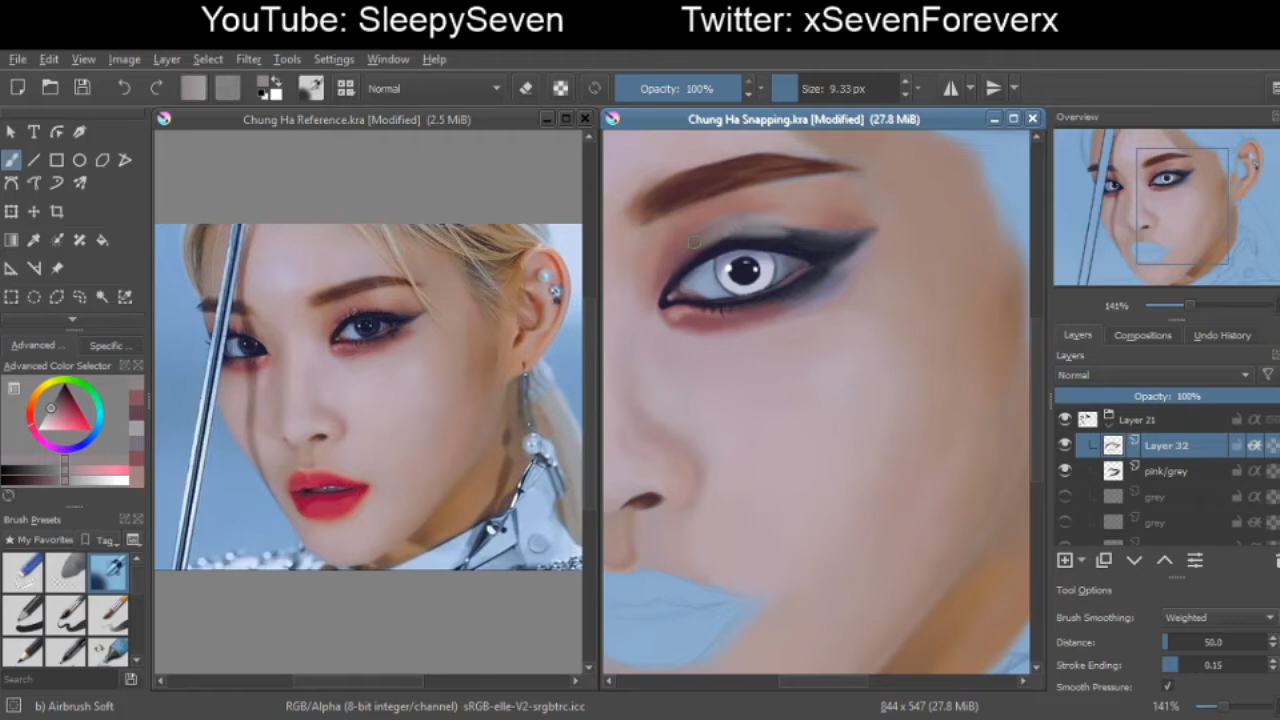 YouTube: SleepySeven Twitter: xSevenForeverx
File Edit View Image Layer Select Filter Tools Settings Window Help
Normal Opacity: 100% Size: 9.33 px
Chung Ha Reference.kra [Modified] (2.5 MiB)
Chung Ha Snapping.kra [Modified] (27.8 MiB)
Overview
141%
Layers Compositions Undo History
Layers
Normal
Opacity: 100%
Layer 21
Layer 32
pink/grey
grey
grey
Tool Options
Brush Smoothing: Weighted
Distance: 50.0
Stroke Ending: 0.15
Smooth Pressure:
Advanced ... Specific ...
Advanced Color Selector
Brush Presets
My Favorites Tag
Search
b) Airbrush Soft RGB/Alpha (8-bit integer/channel) sRGB-elle-V2-srgbtrc.icc 844 x 547 (27.8 MiB) 141%